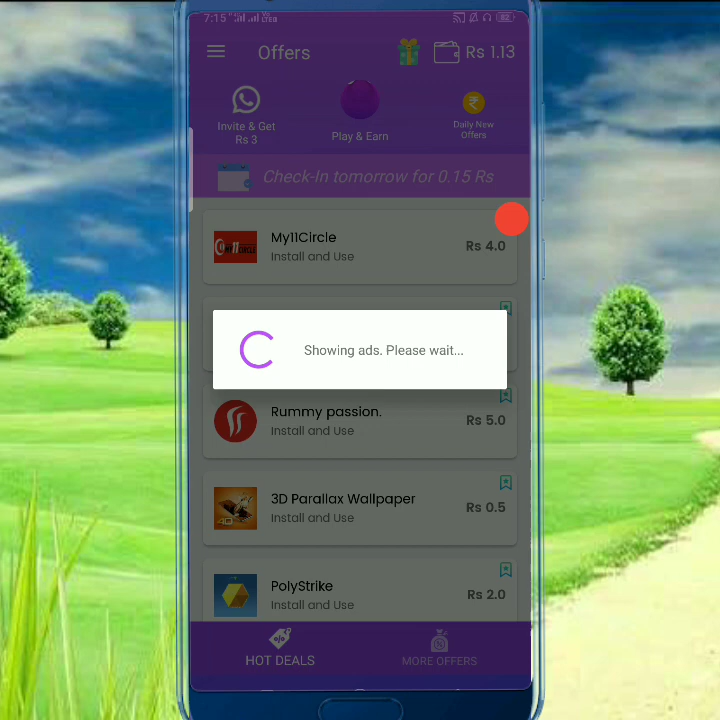 7:15
Offers
Rs 1.13
Invite & Get
Rs 3
Play & Earn
Daily New
Offers
Check-In tomorrow for 0.15 Rs
My11Circle
Install and Use
Rs 4.0
Showing ads. Please wait...
Rummy passion.
Install and Use
Rs 5.0
3D Parallax Wallpaper
Install and Use
Rs 0.5
PolyStrike
Install and Use
Rs 2.0
HOT DEALS
MORE OFFERS